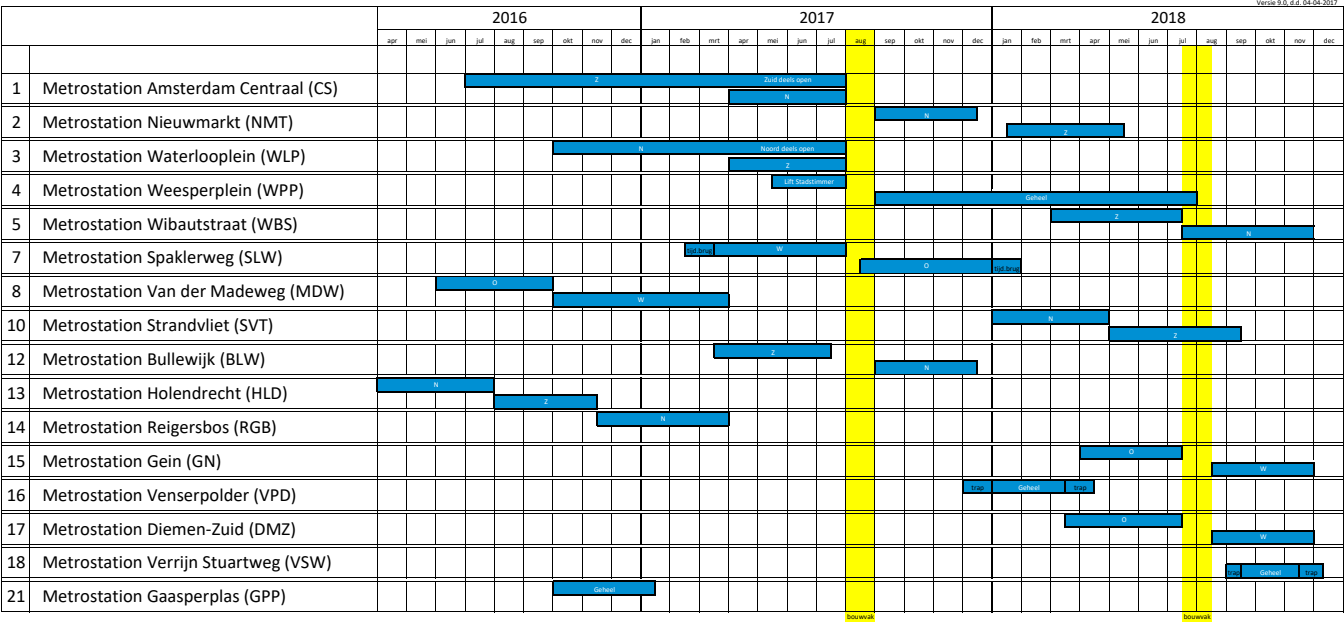 Versie 9.0, d.d. 04-04-2017
2016 2017 2018
apr mei jun jul aug sep okt nov dec jan feb mrt apr mei jun jul aug sep okt nov dec jan feb mrt apr mei jun jul aug sep okt nov dec
1 Metrostation Amsterdam Centraal (CS) Z Zuid deels open
N
2 Metrostation Nieuwmarkt (NMT) N
Z
3 Metrostation Waterlooplein (WLP) N Noord deels open
Z
4 Metrostation Weesperplein (WPP) Lift Stadstimmer
Geheel
5 Metrostation Wibautstraat (WBS) Z
N
7 Metrostation Spaklerweg (SLW) tijd.brug W
O tijd.brug
8 Metrostation Van der Madeweg (MDW) O
W
10 Metrostation Strandvliet (SVT) N
Z
12 Metrostation Bullewijk (BLW) Z
N
13 Metrostation Holendrecht (HLD) N
Z
14 Metrostation Reigersbos (RGB) N
15 Metrostation Gein (GN) O
W
16 Metrostation Venserpolder (VPD) trap Geheel trap
17 Metrostation Diemen-Zuid (DMZ) O
W
18 Metrostation Verrijn Stuartweg (VSW) trap Geheel trap
21 Metrostation Gaasperplas (GPP) Geheel
bouwvak bouwvak